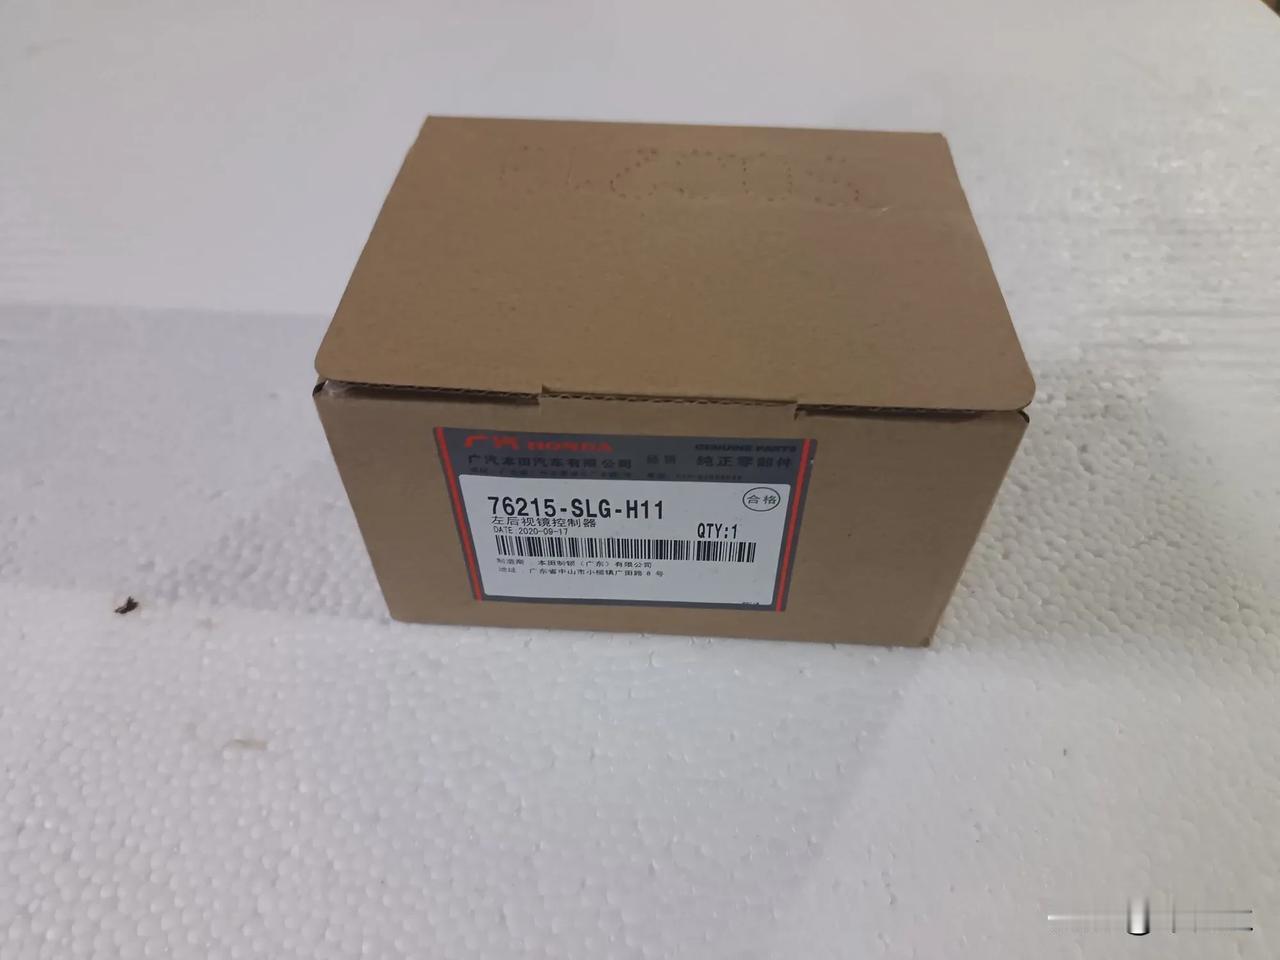 广汽 HONDA
GENUINE PARTS
广汽本田汽车有限公司 经销 纯正零部件
76215-SLG-H11
合格
左后视镜控制器
DATE 2020-09-17
QTY:1
制造商 本田制锁（广东）有限公司
地址 广东省中山市小榄镇广田路 8 号